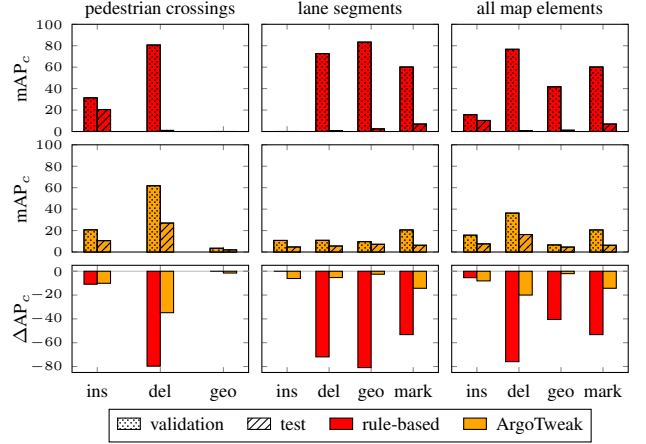 pedestrian crossings lane segments all map elements
mAP_c
100
80
60
40
20
0
mAP_c
100
80
60
40
20
0
ΔAP_c
0
−20
−40
−60
−80
ins del geo ins del geo mark ins del geo mark
validation test rule-based ArgoTweak